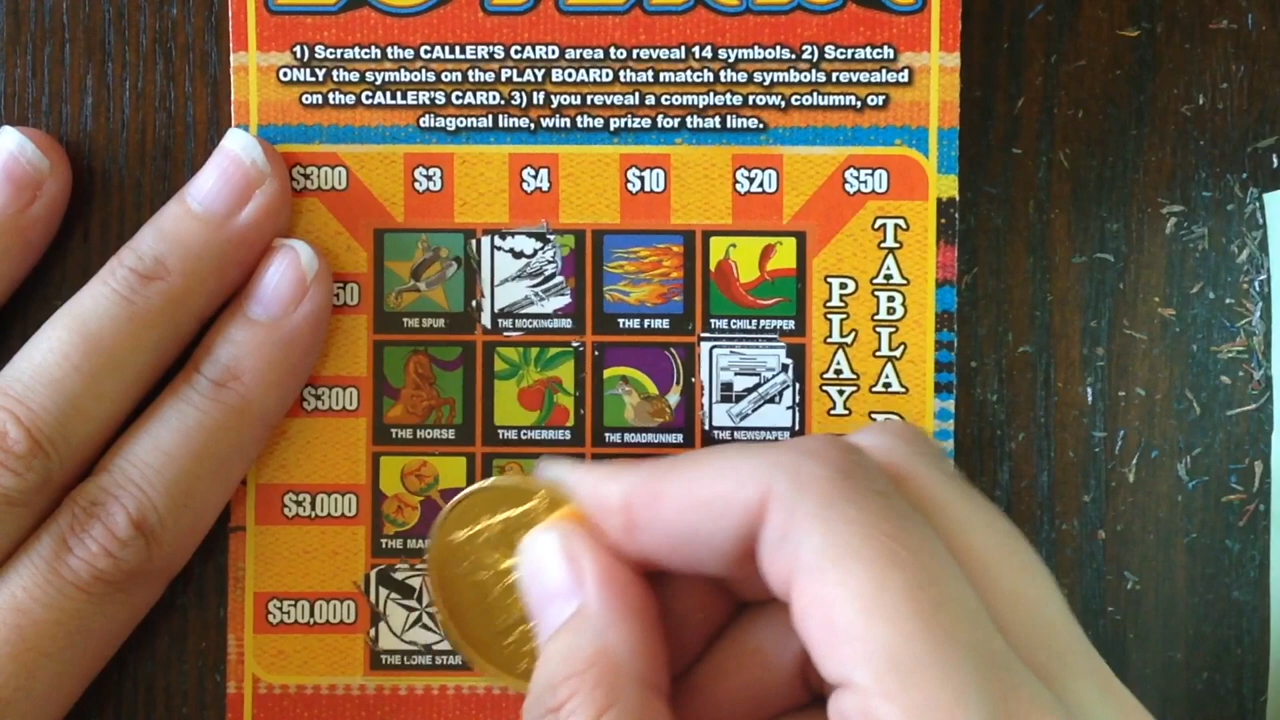 1) Scratch the CALLER'S CARD area to reveal 14 symbols. 2) Scratch
ONLY the symbols on the PLAY BOARD that match the symbols revealed
on the CALLER'S CARD. 3) If you reveal a complete row, column, or
diagonal line, win the prize for that line.
$300 $3 $4 $10 $20 $50
50
THE SPUR THE MOCKINGBIRD THE FIRE THE CHILE PEPPER
$300
THE HORSE THE CHERRIES THE ROADRUNNER THE NEWSPAPER
$3,000
THE
$50,000
THE LONE STAR
PLAY
TABLA